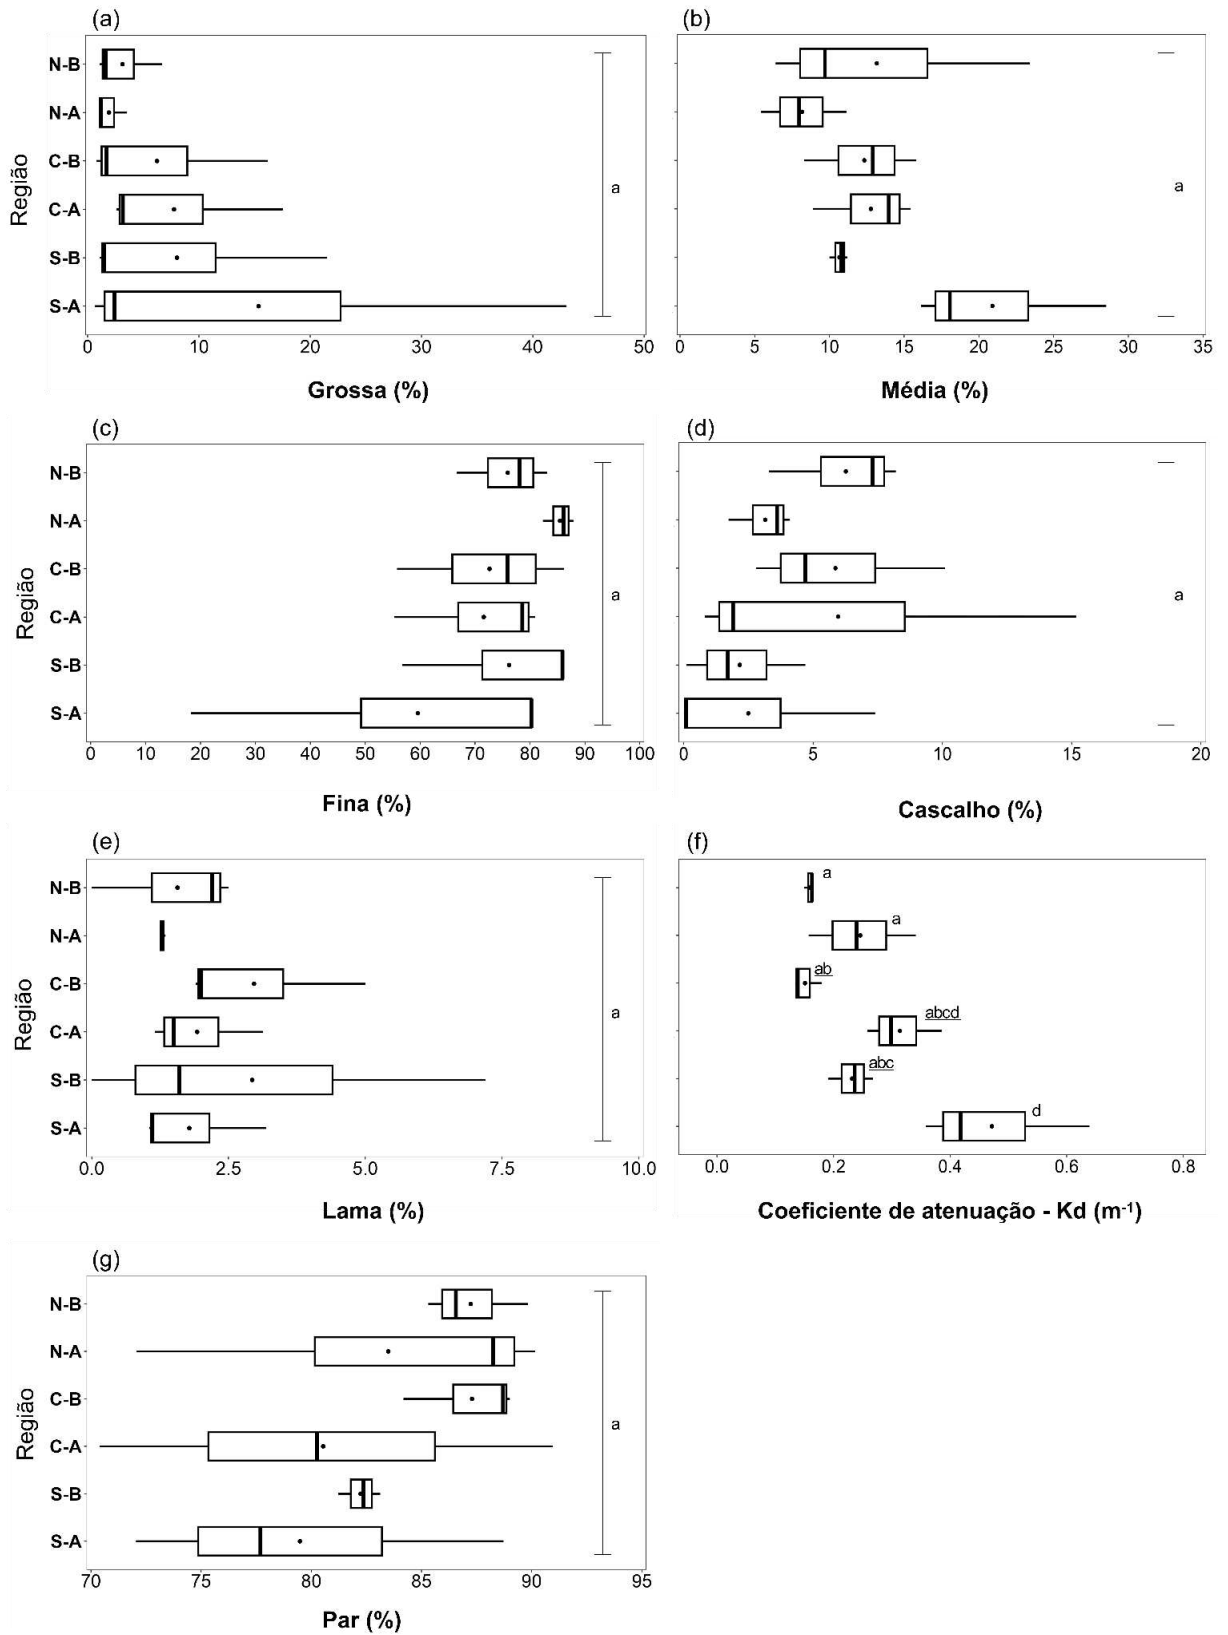 (a)
(b)
Região
N-B
N-A
C-B
C-A
S-B
S-A
a
a
0 10 20 30 40 50
0 5 10 15 20 25 30 35
Grossa (%)
Média (%)
(c)
(d)
Região
N-B
N-A
C-B
C-A
S-B
S-A
a
a
0 10 20 30 40 50 60 70 80 90 100
0 5 10 15 20
Fina (%)
Cascalho (%)
(e)
(f)
Região
N-B
N-A
C-B
C-A
S-B
S-A
a
a
a
ab
abcd
abc
d
0.0 2.5 5.0 7.5 10.0
0.0 0.2 0.4 0.6 0.8
Lama (%)
Coeficiente de atenuação - Kd (m⁻¹)
(g)
Região
N-B
N-A
C-B
C-A
S-B
S-A
a
70 75 80 85 90 95
Par (%)